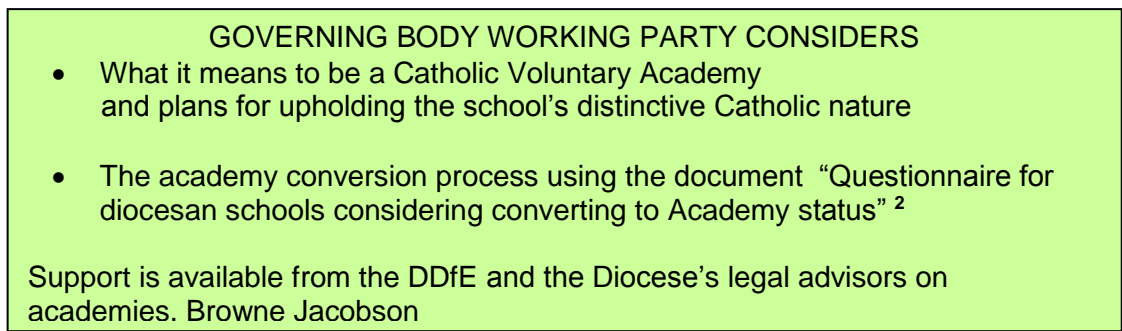 GOVERNING BODY WORKING PARTY CONSIDERS
• What it means to be a Catholic Voluntary Academy
and plans for upholding the school’s distinctive Catholic nature
• The academy conversion process using the document “Questionnaire for
diocesan schools considering converting to Academy status” 2
Support is available from the DDfE and the Diocese’s legal advisors on
academies. Browne Jacobson